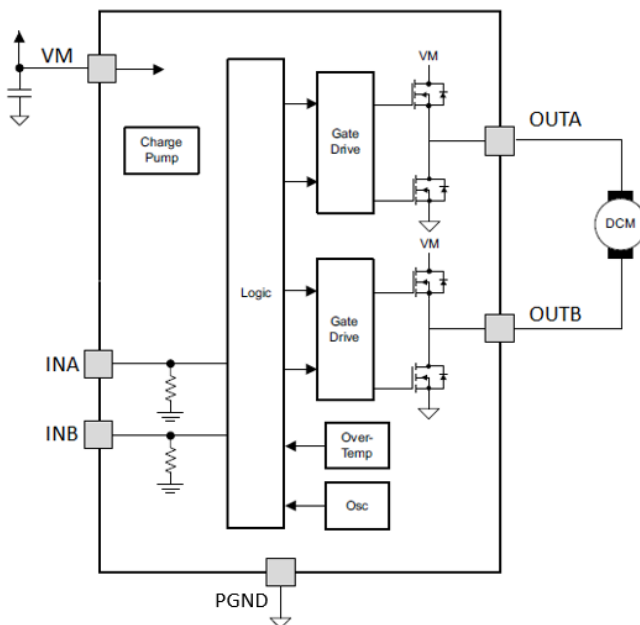 VM
VM
Charge
Pump
Gate
Drive
OUTA
DCM
VM
Logic
Gate
Drive
OUTB
INA
INB
Over-
Temp
Osc
PGND